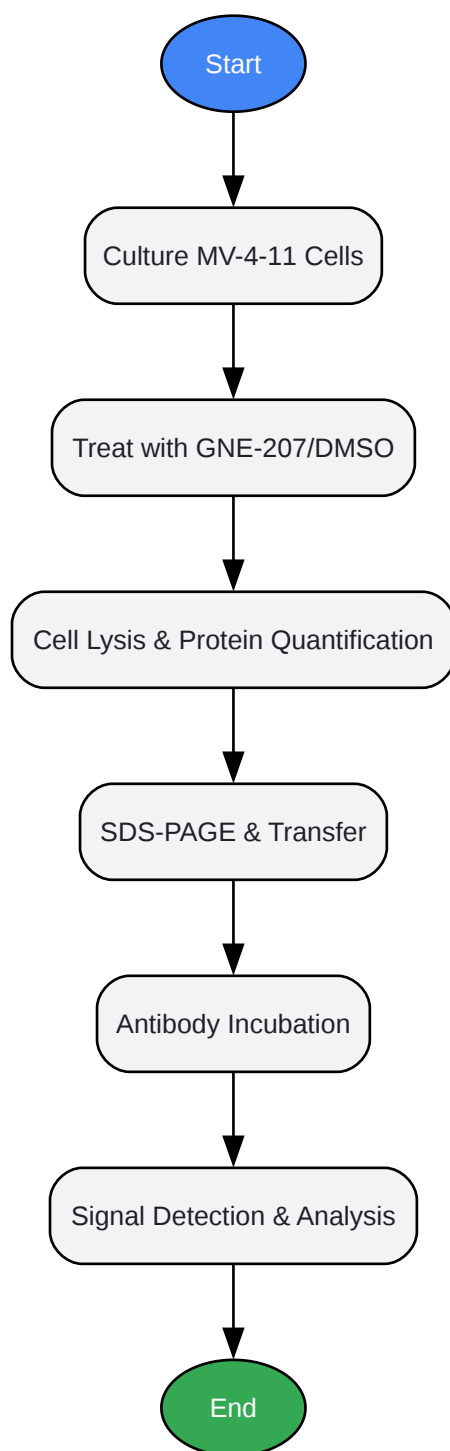 Start
Culture MV-4-11 Cells
Treat with GNE-207/DMSO
Cell Lysis & Protein Quantification
SDS-PAGE & Transfer
Antibody Incubation
Signal Detection & Analysis
End